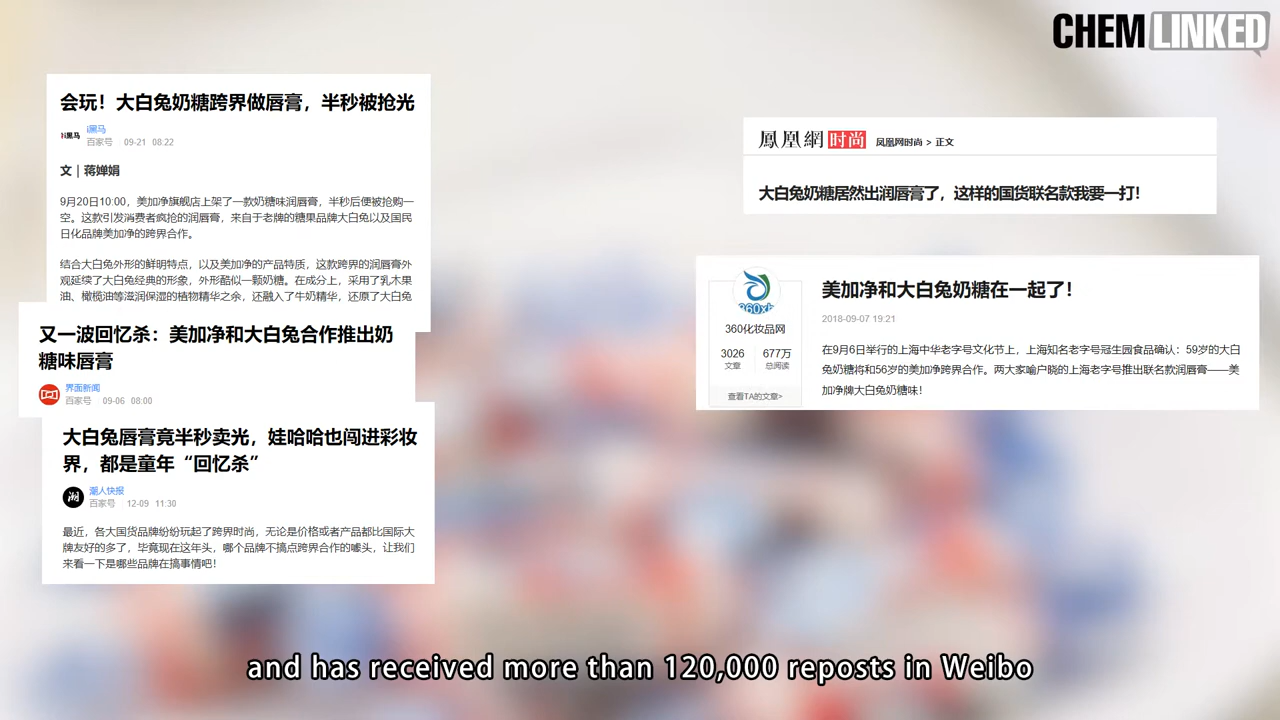 CHEMLINKED
会玩！大白兔奶糖跨界做唇膏，半秒被抢光
i黑马
i黑马
百家号 09-21 08:22
文 | 蒋婵娟
9月20日10:00，美加净旗舰店上架了一款奶糖味润唇膏，半秒后便被抢购一
空。这款引发消费者疯抢的润唇膏，来自于老牌的糖果品牌大白兔以及国民
日化品牌美加净的跨界合作。
结合大白兔外形的鲜明特点，以及美加净的产品特质，这款跨界的润唇膏外
观延续了大白兔经典的形象，外形酷似一颗奶糖。在成分上，采用了乳木果
油、橄榄油等滋润保湿的植物精华之余，还融入了牛奶精华，还原了大白兔
又一波回忆杀：美加净和大白兔合作推出奶
糖味唇膏
界面新闻
百家号 09-06 08:00
大白兔唇膏竟半秒卖光，娃哈哈也闯进彩妆
界，都是童年“回忆杀”
潮
潮人快报
百家号 12-09 11:30
最近，各大国货品牌纷纷玩起了跨界时尚，无论是价格或者产品都比国际大
牌友好的多了，毕竟现在这年头，哪个品牌不搞点跨界合作的噱头，让我们
来看一下是哪些品牌在搞事情吧！
鳳凰網时尚 凤凰网时尚 > 正文
大白兔奶糖居然出润唇膏了，这样的国货联名款我要一打！
360xh
360化妆品网
3026 677万
文章 总阅读
查看TA的文章>
美加净和大白兔奶糖在一起了！
2018-09-07 19:21
在9月6日举行的上海中华老字号文化节上，上海知名老字号冠生园食品确认：59岁的大白
兔奶糖将和56岁的美加净跨界合作。两大家喻户晓的上海老字号推出联名款润唇膏——美
加净牌大白兔奶糖味！
and has received more than 120,000 reposts in Weibo